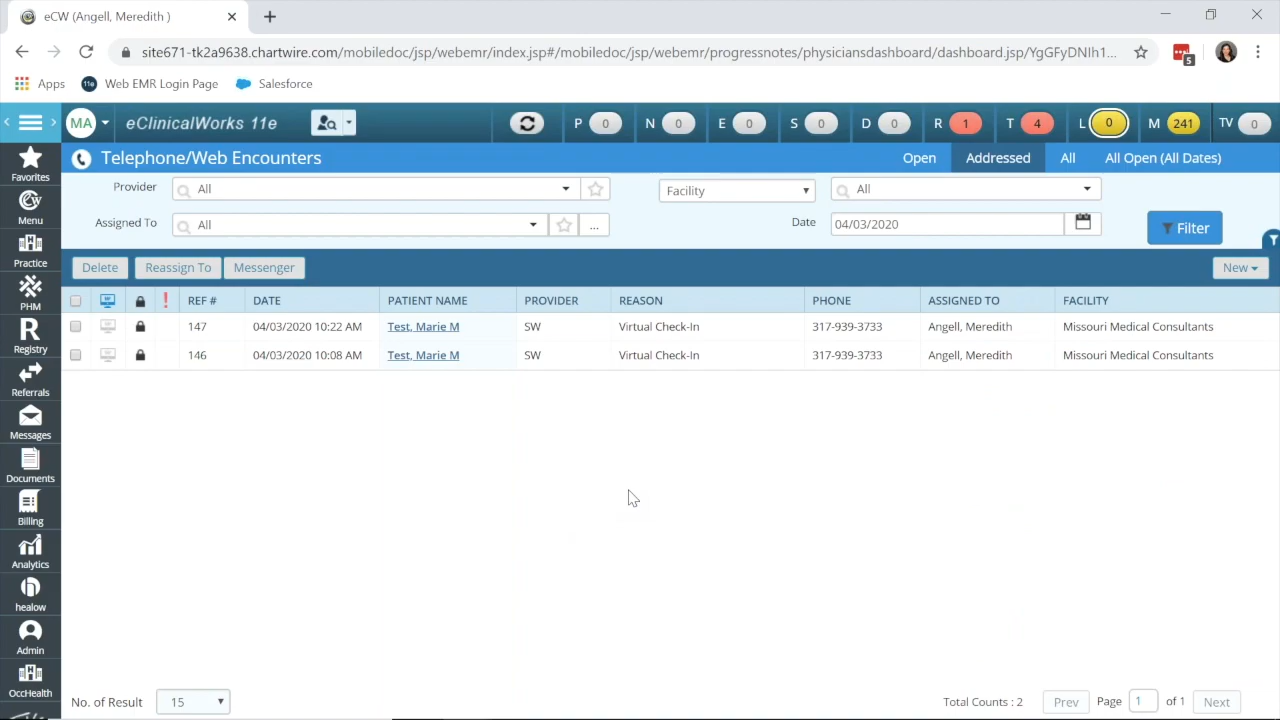 eCW (Angell, Meredith )
site671-tk2a9638.chartwire.com/mobiledoc/jsp/webemr/index.jsp#/mobiledoc/jsp/webemr/progressnotes/physiciansdashboard/dashboard.jsp/YgGFyDNIh1...
5
Apps 11e Web EMR Login Page Salesforce
MA eClinicalWorks 11e P 0 N 0 E 0 S 0 D 0 R 1 T 4 L 0 M 241 TV 0
Telephone/Web Encounters Open Addressed All All Open (All Dates)
Provider All Facility All
Assigned To All ... Date 04/03/2020 Filter
Delete Reassign To Messenger New
REF # DATE PATIENT NAME PROVIDER REASON PHONE ASSIGNED TO FACILITY
147 04/03/2020 10:22 AM Test, Marie M SW Virtual Check-In 317-939-3733 Angell, Meredith Missouri Medical Consultants
146 04/03/2020 10:08 AM Test, Marie M SW Virtual Check-In 317-939-3733 Angell, Meredith Missouri Medical Consultants
Favorites
Menu
Practice
PHM
R
Registry
Referrals
Messages
Documents
Billing
Analytics
healow
Admin
OccHealth
No. of Result 15 Total Counts : 2 Prev Page 1 of 1 Next